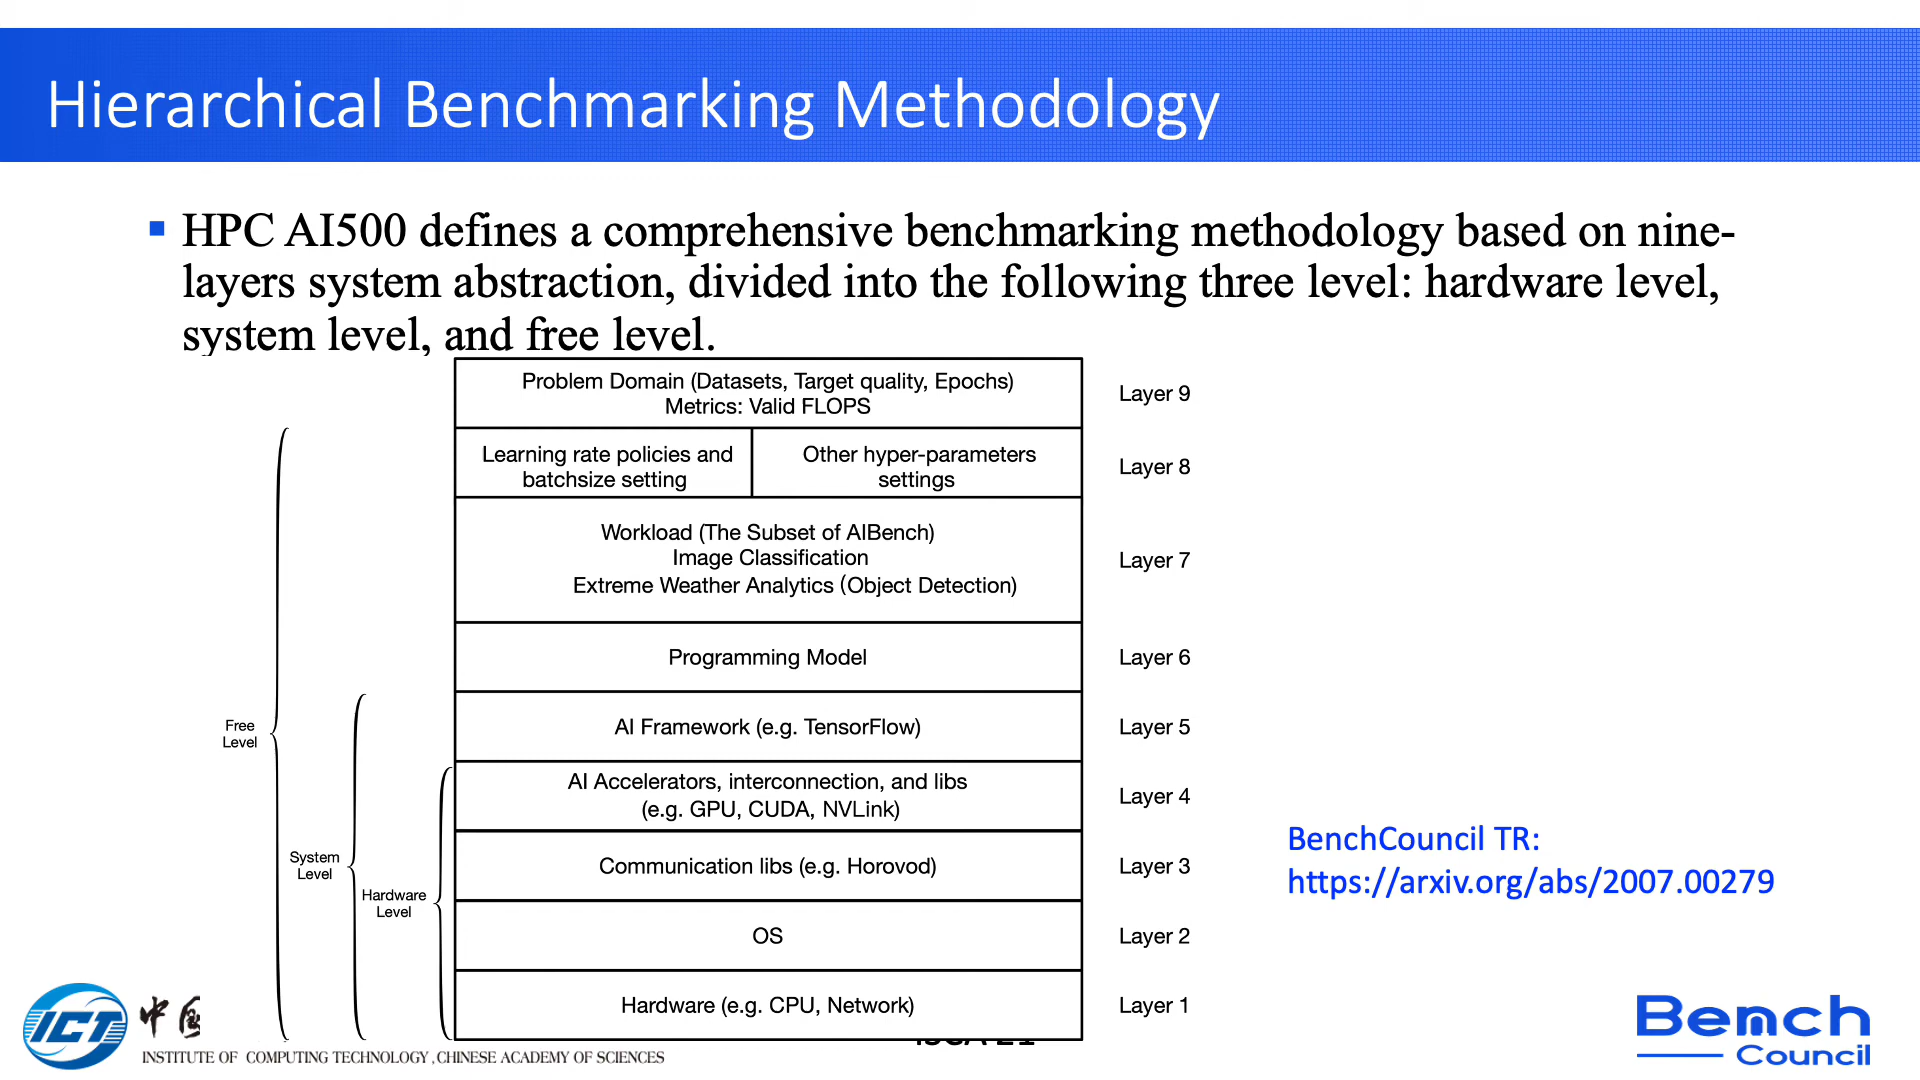 Hierarchical Benchmarking Methodology
HPC AI500 defines a comprehensive benchmarking methodology based on nine-
layers system abstraction, divided into the following three level: hardware level,
system level, and free level.
Problem Domain (Datasets, Target quality, Epochs)
Metrics: Valid FLOPS
Layer 9
Learning rate policies and
batchsize setting
Other hyper-parameters
settings
Layer 8
Workload (The Subset of AIBench)
Image Classification
Extreme Weather Analytics (Object Detection)
Layer 7
Programming Model
Layer 6
Free
Level
AI Framework (e.g. TensorFlow)
Layer 5
AI Accelerators, interconnection, and libs
(e.g. GPU, CUDA, NVLink)
Layer 4
System
Level
Communication libs (e.g. Horovod)
Layer 3
Hardware
Level
OS
Layer 2
Hardware (e.g. CPU, Network)
Layer 1
BenchCouncil TR:
https://arxiv.org/abs/2007.00279
ICT
中
INSTITUTE OF COMPUTING TECHNOLOGY, CHINESE ACADEMY OF SCIENCES
Bench
Council